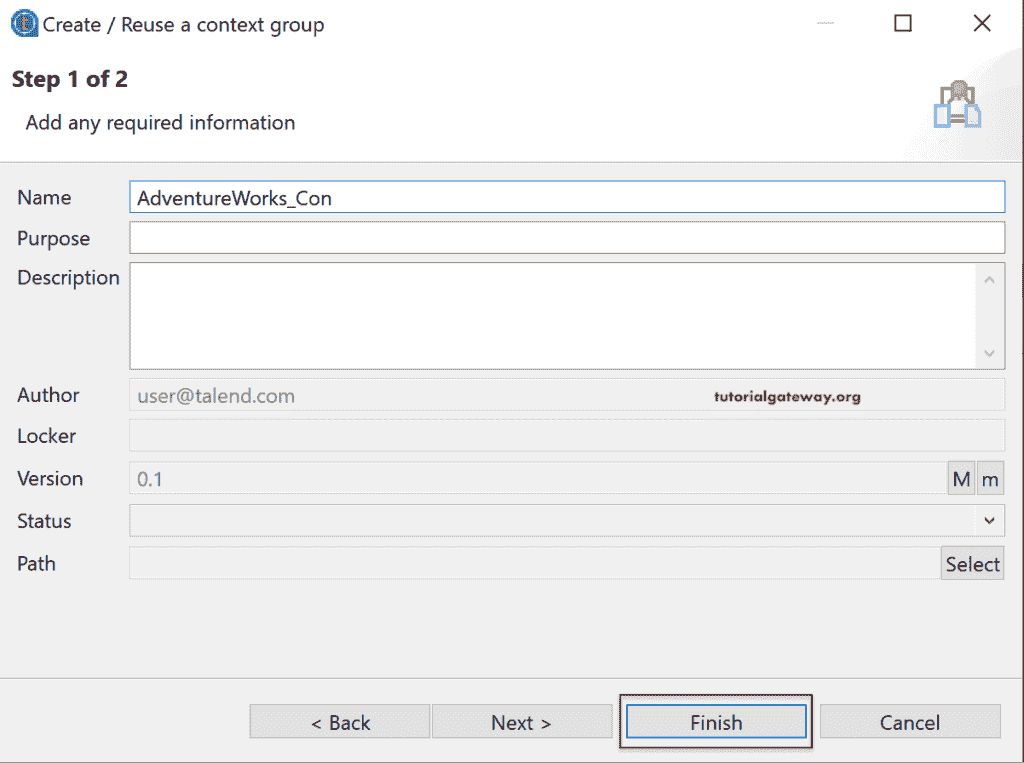 Create / Reuse a context group
Step 1 of 2
Add any required information
Name AdventureWorks_Con
Purpose
Description
Author user@talend.com tutorialgateway.org
Locker
Version 0.1 M m
Status
Path Select
< Back Next > Finish Cancel